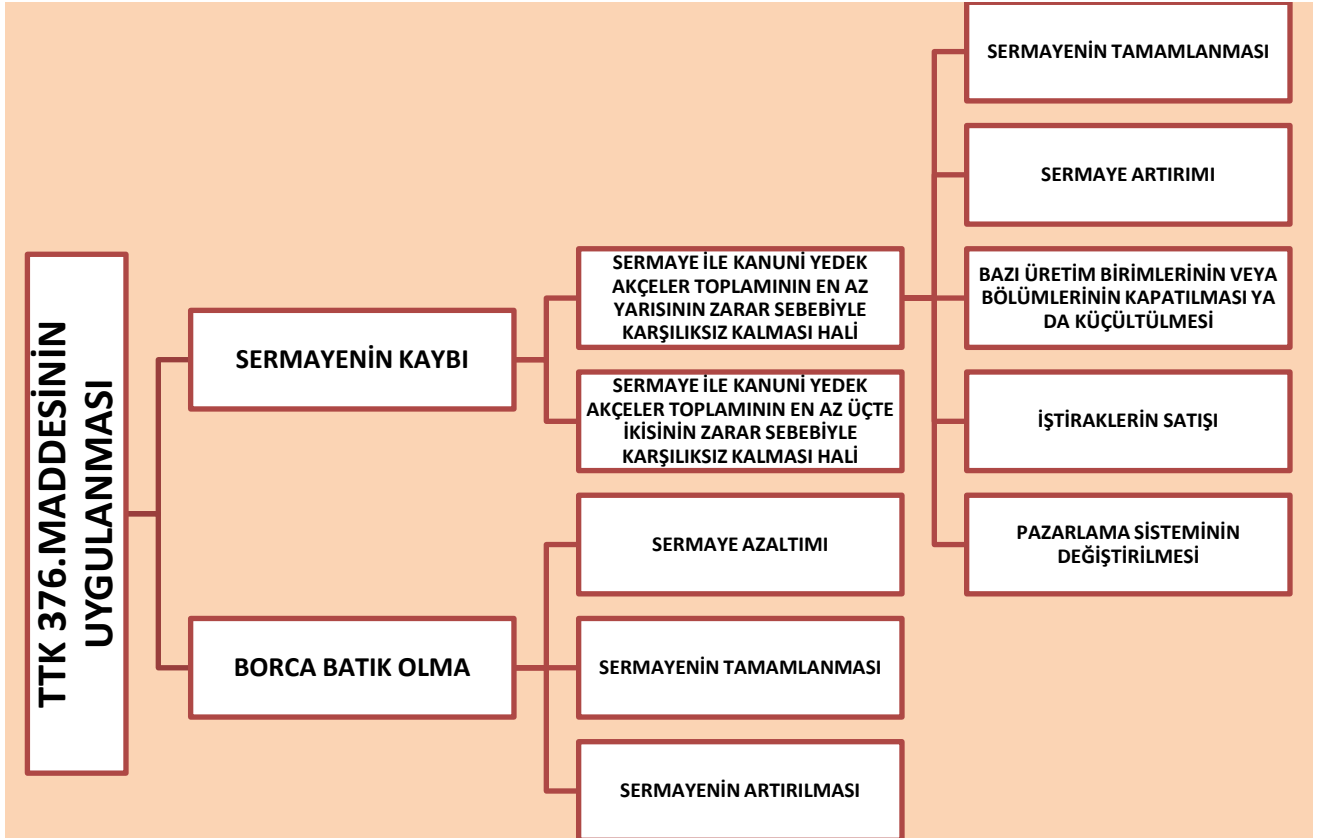 TTK 376.MADDESİNİN
UYGULANMASI
SERMAYENİN KAYBI
SERMAYE İLE KANUNİ YEDEK
AKÇELER TOPLAMININ EN AZ
YARISININ ZARAR SEBEBİYLE
KARŞILIKSIZ KALMASI HALİ
SERMAYENİN TAMAMLANMASI
SERMAYE ARTIRIMI
BAZI ÜRETİM BİRİMLERİNİN VEYA
BÖLÜMLERİNİN KAPATILMASI YA
DA KÜÇÜLTÜLMESİ
İŞTİRAKLERİN SATIŞI
PAZARLAMA SİSTEMİNİN
DEĞİŞTİRİLMESİ
SERMAYE İLE KANUNİ YEDEK
AKÇELER TOPLAMININ EN AZ ÜÇTE
İKİSİNİN ZARAR SEBEBİYLE
KARŞILIKSIZ KALMASI HALİ
BORCA BATIK OLMA
SERMAYE AZALTIMI
SERMAYENİN TAMAMLANMASI
SERMAYENİN ARTIRILMASI